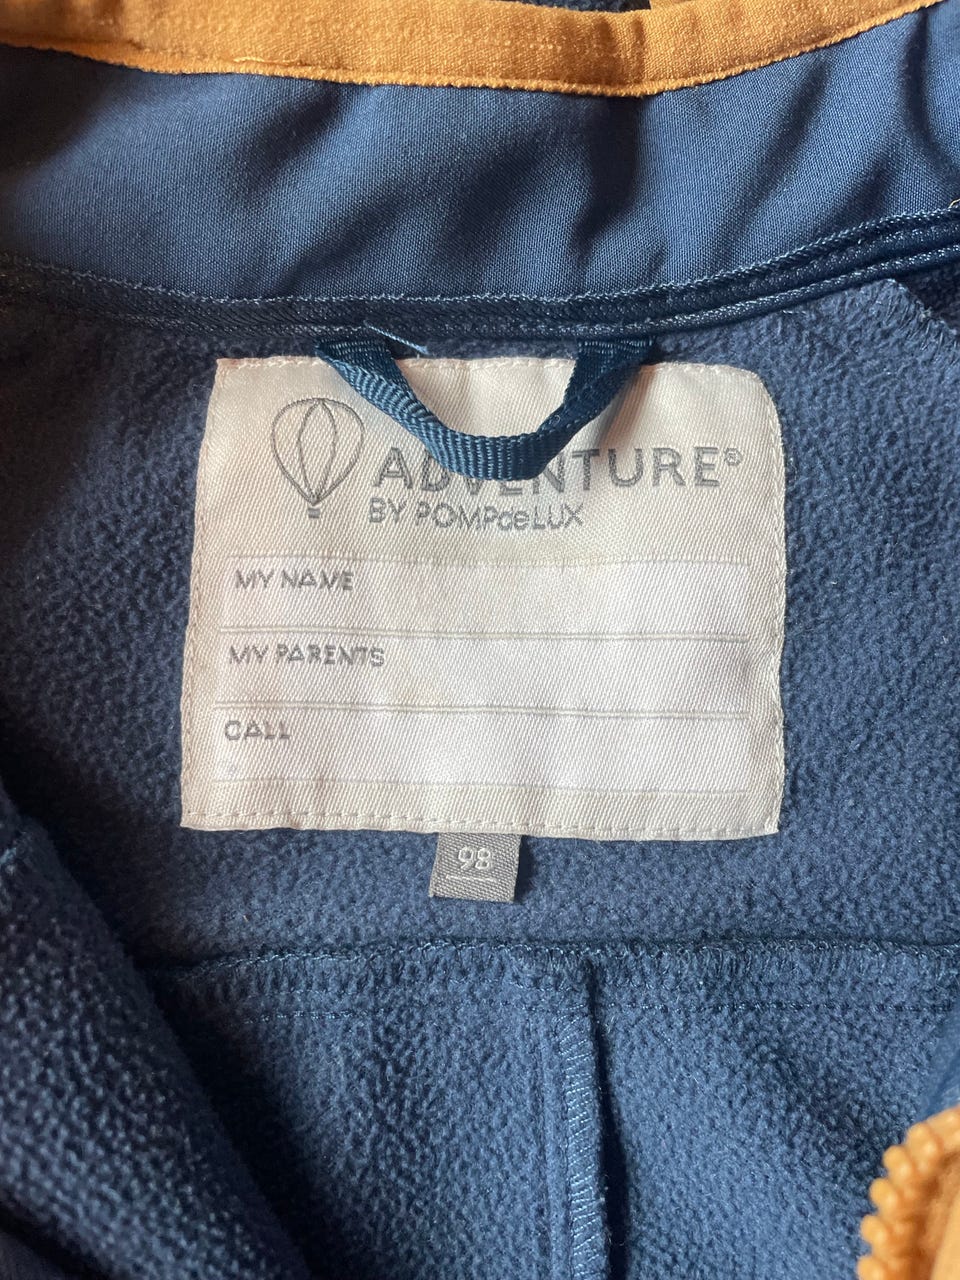 ADVENTURE®
BY POMPdeLUX
MY NAME
MY PARENTS
CALL
98